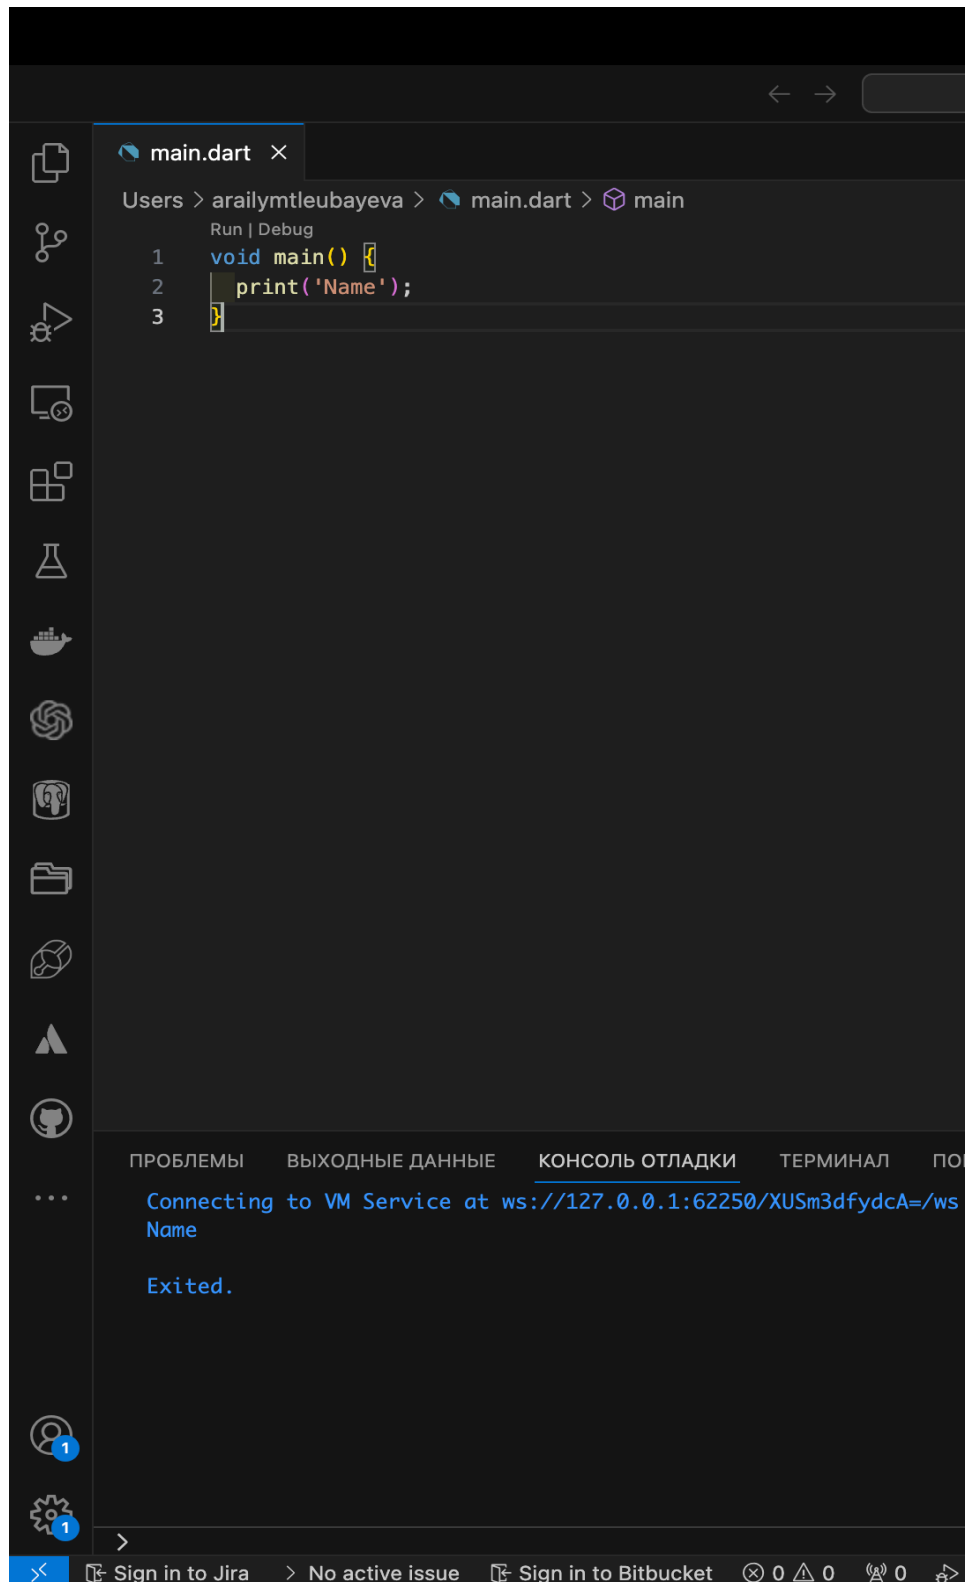 main.dart
Users > arailymtleubayeva > main.dart > main
Run | Debug
1 void main() {
2 print('Name');
3 }
ПРОБЛЕМЫ ВЫХОДНЫЕ ДАННЫЕ КОНСОЛЬ ОТЛАДКИ ТЕРМИНАЛ
Connecting to VM Service at ws://127.0.0.1:62250/XUSm3dfydcA=/ws
Name
Exited.
1
1
>
Sign in to Jira > No active issue Sign in to Bitbucket 0 0 0